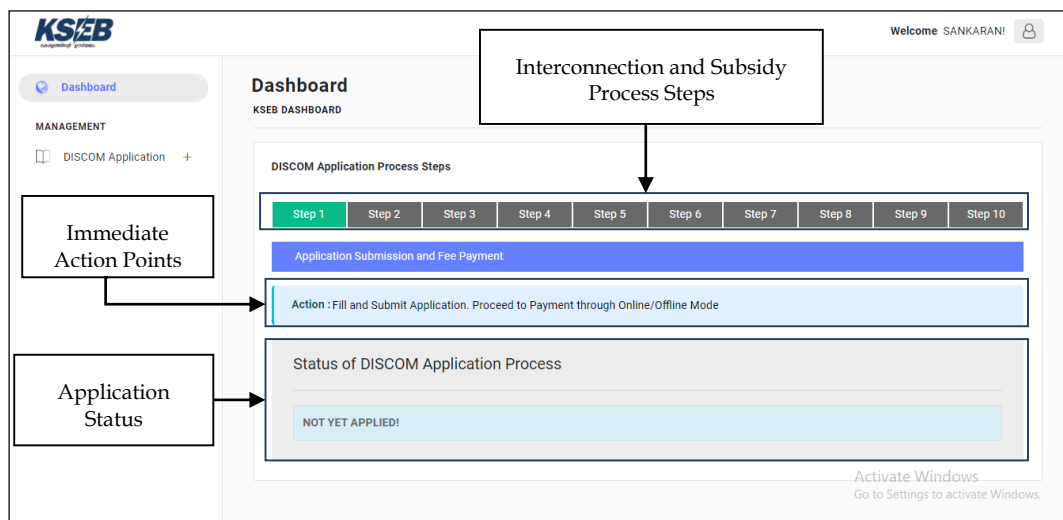 KSEB
Welcome SANKARAN!
Interconnection and Subsidy
Process Steps
Dashboard
MANAGEMENT
DISCOM Application +
Dashboard
KSEB DASHBOARD
DISCOM Application Process Steps
Step 1 Step 2 Step 3 Step 4 Step 5 Step 6 Step 7 Step 8 Step 9 Step 10
Immediate
Action Points
Application Submission and Fee Payment
Action : Fill and Submit Application. Proceed to Payment through Online/Offline Mode
Status of DISCOM Application Process
Application
Status
NOT YET APPLIED!
Activate Windows
Go to Settings to activate Windows.